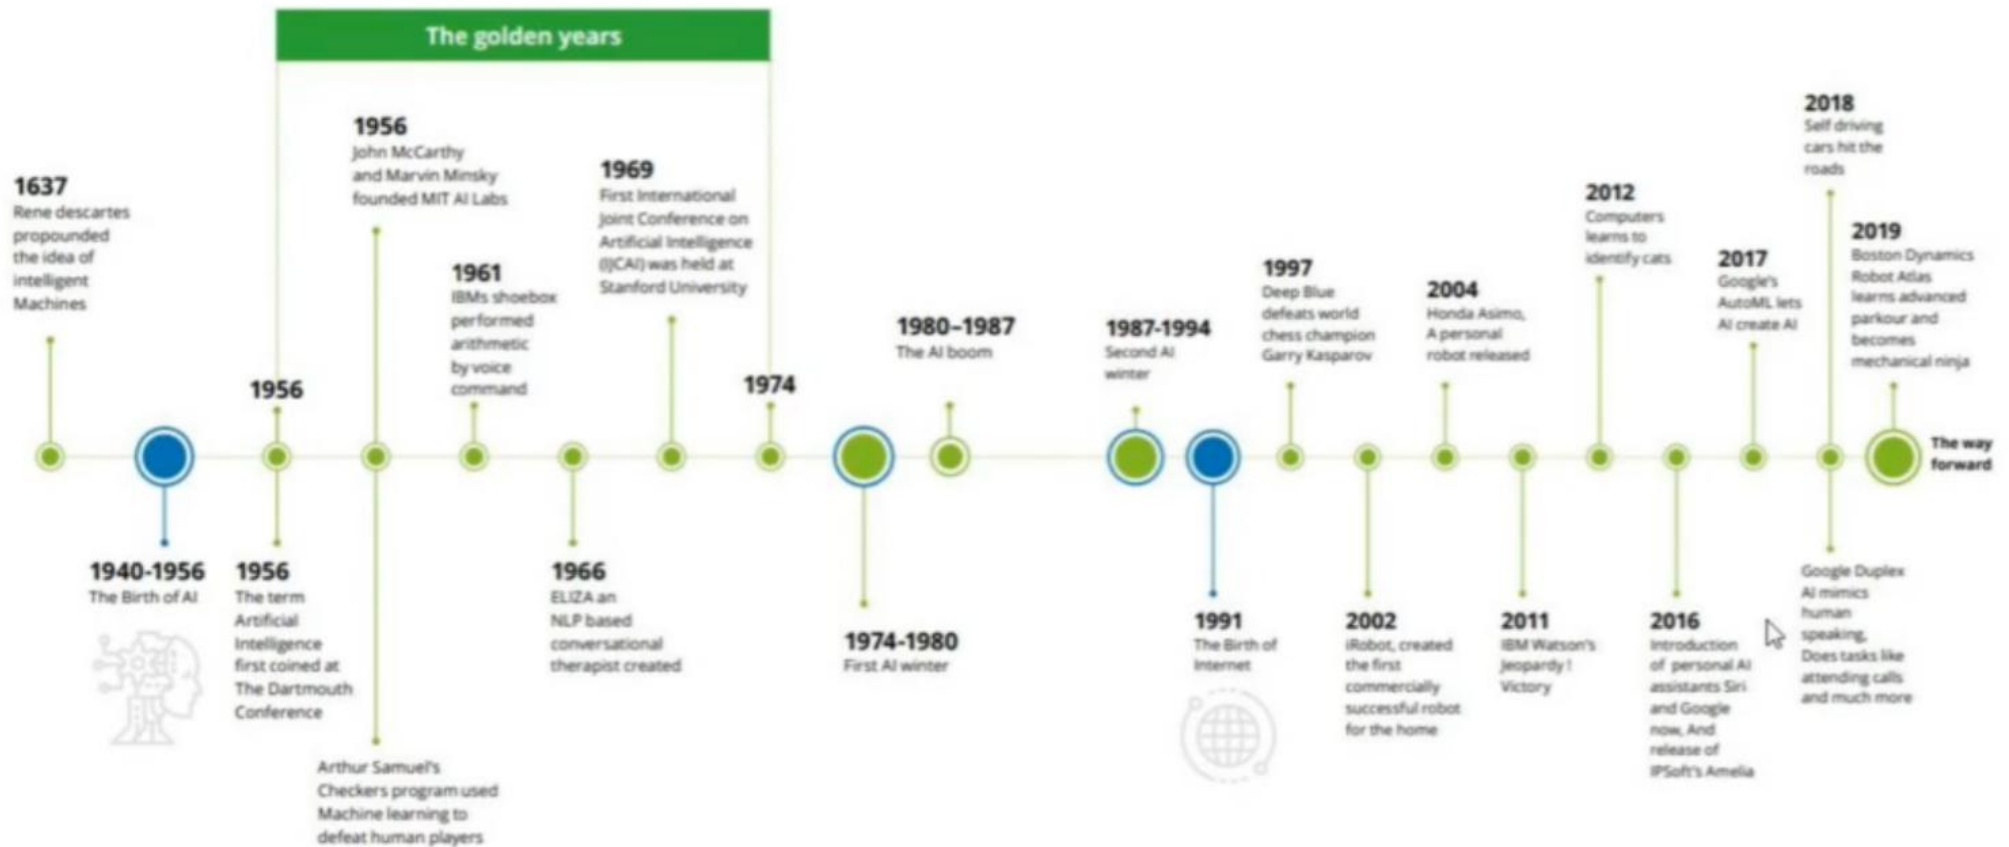 The golden years
1637
Rene descartes
propounded
the idea of
intelligent
Machines
1940-1956
The Birth of AI
1956
1956
The term
Artificial
Intelligence
first coined at
The Dartmouth
Conference
1956
John McCarthy
and Marvin Minsky
founded MIT AI Labs
Arthur Samuel's
Checkers program used
Machine learning to
defeat human players
1961
IBMs shoebox
performed
arithmetic
by voice
command
1966
ELIZA an
NLP based
conversational
therapist created
1969
First International
Joint Conference on
Artificial Intelligence
(IJCAI) was held at
Stanford University
1974
1974-1980
First AI winter
1980–1987
The AI boom
1987-1994
Second AI
winter
1991
The Birth of
Internet
1997
Deep Blue
defeats world
chess champion
Garry Kasparov
2002
iRobot, created
the first
commercially
successful robot
for the home
2004
Honda Asimo,
A personal
robot released
2011
IBM Watson's
Jeopardy !
Victory
2012
Computers
learns to
identify cats
2016
Introduction
of personal AI
assistants Siri
and Google
now, And
release of
IPSoft's Amelia
2017
Google's
AutoML lets
AI create AI
2018
Self driving
cars hit the
roads
Google Duplex
AI mimics
human
speaking,
Does tasks like
attending calls
and much more
2019
Boston Dynamics
Robot Atlas
learns advanced
parkour and
becomes
mechanical ninja
The way
forward